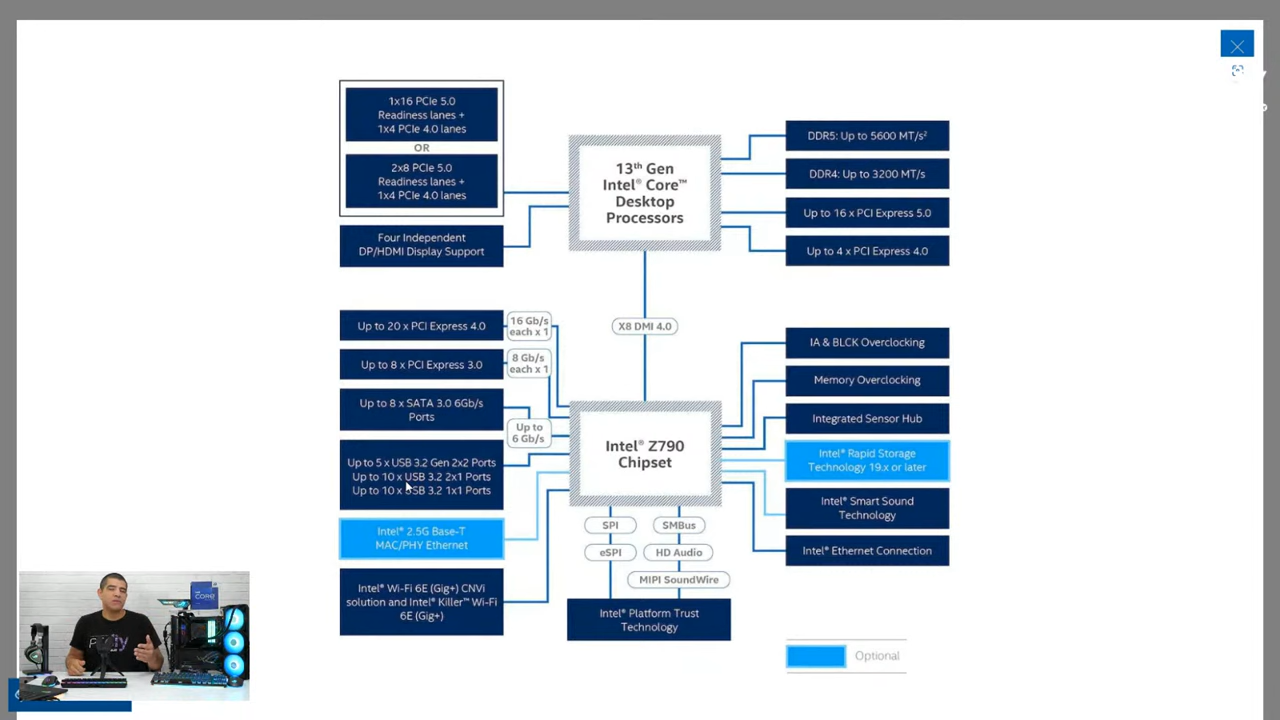 1x16 PCIe 5.0
Readiness lanes +
1x4 PCIe 4.0 lanes
OR
2x8 PCIe 5.0
Readiness lanes +
1x4 PCIe 4.0 lanes
Four Independent
DP/HDMI Display Support
13th Gen
Intel® Core™
Desktop
Processors
DDR5: Up to 5600 MT/s²
DDR4: Up to 3200 MT/s
Up to 16 x PCI Express 5.0
Up to 4 x PCI Express 4.0
X8 DMI 4.0
Up to 20 x PCI Express 4.0
16 Gb/s
each x 1
Up to 8 x PCI Express 3.0
8 Gb/s
each x 1
Up to 8 x SATA 3.0 6Gb/s
Ports
Up to
6 Gb/s
Up to 5 x USB 3.2 Gen 2x2 Ports
Up to 10 x USB 3.2 2x1 Ports
Up to 10 x USB 3.2 1x1 Ports
Intel® 2.5G Base-T
MAC/PHY Ethernet
Intel® Wi-Fi 6E (Gig+) CNVi
solution and Intel® Killer™ Wi-Fi
6E (Gig+)
Intel® Z790
Chipset
IA & BLCK Overclocking
Memory Overclocking
Integrated Sensor Hub
Intel® Rapid Storage
Technology 19.x or later
Intel® Smart Sound
Technology
Intel® Ethernet Connection
SPI
SMBus
eSPI
HD Audio
MIPI SoundWire
Intel® Platform Trust
Technology
Optional
CORE